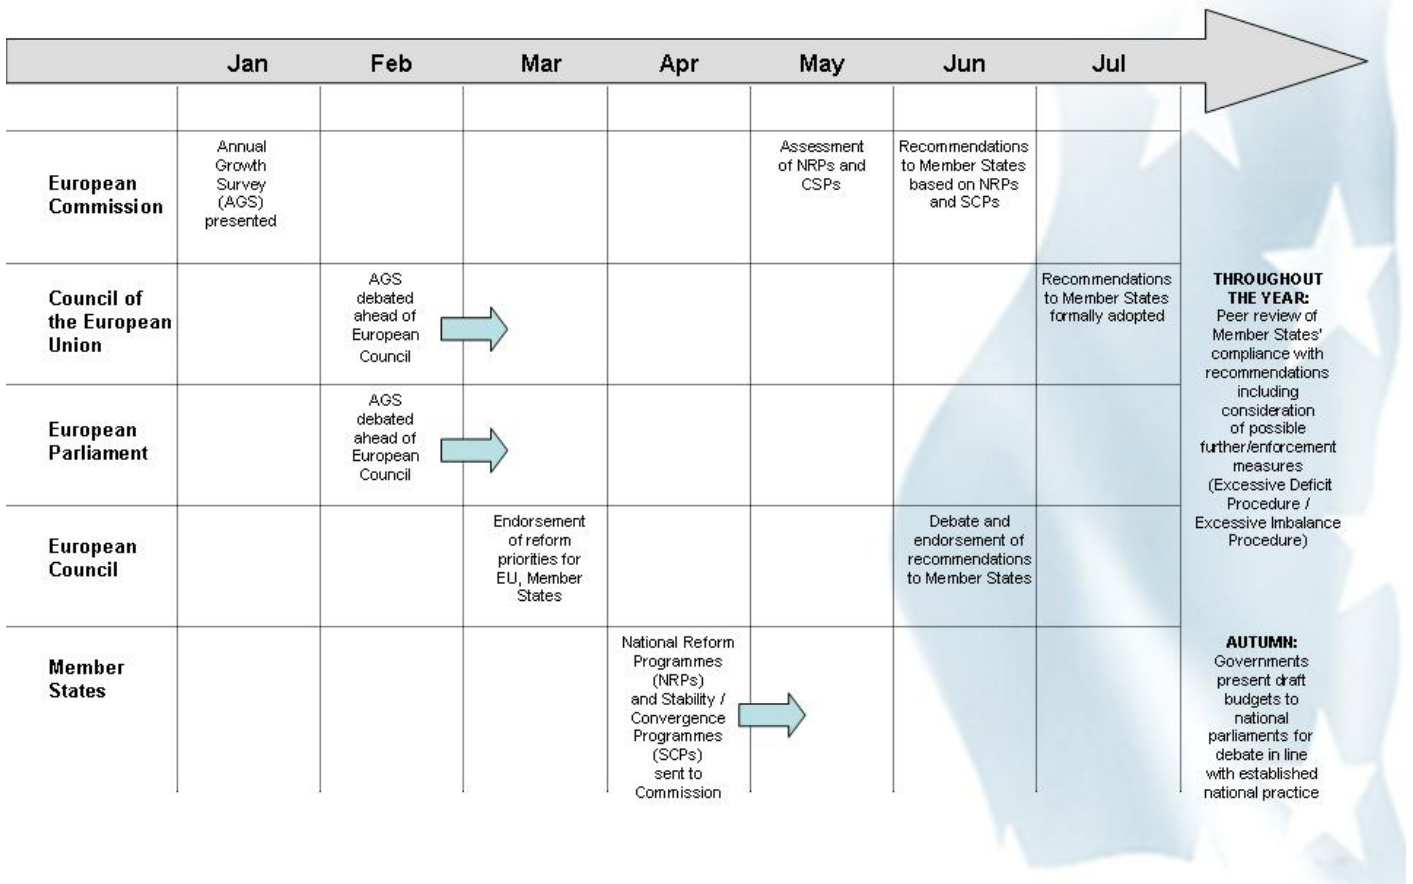 Jan Feb Mar Apr May Jun Jul
European
Commission
Annual
Growth
Survey
(AGS)
presented
Assessment
of NRPs and
CSPs
Recommendations
to Member States
based on NRPs
and SCPs
Council of
the European
Union
AGS
debated
ahead of
European
Council
Recommendations
to Member States
formally adopted
European
Parliament
AGS
debated
ahead of
European
Council
European
Council
Endorsement
of reform
priorities for
EU, Member
States
Debate and
endorsement of
recommendations
to Member States
Member
States
National Reform
Programmes
(NRPs)
and Stability /
Convergence
Programmes
(SCPs)
sent to
Commission
THROUGHOUT
THE YEAR:
Peer review of
Member States'
compliance with
recommendations
including
consideration
of possible
further/enforcement
measures
(Excessive Deficit
Procedure /
Excessive Imbalance
Procedure)
AUTUMN:
Governments
present draft
budgets to
national
parliaments for
debate in line
with established
national practice